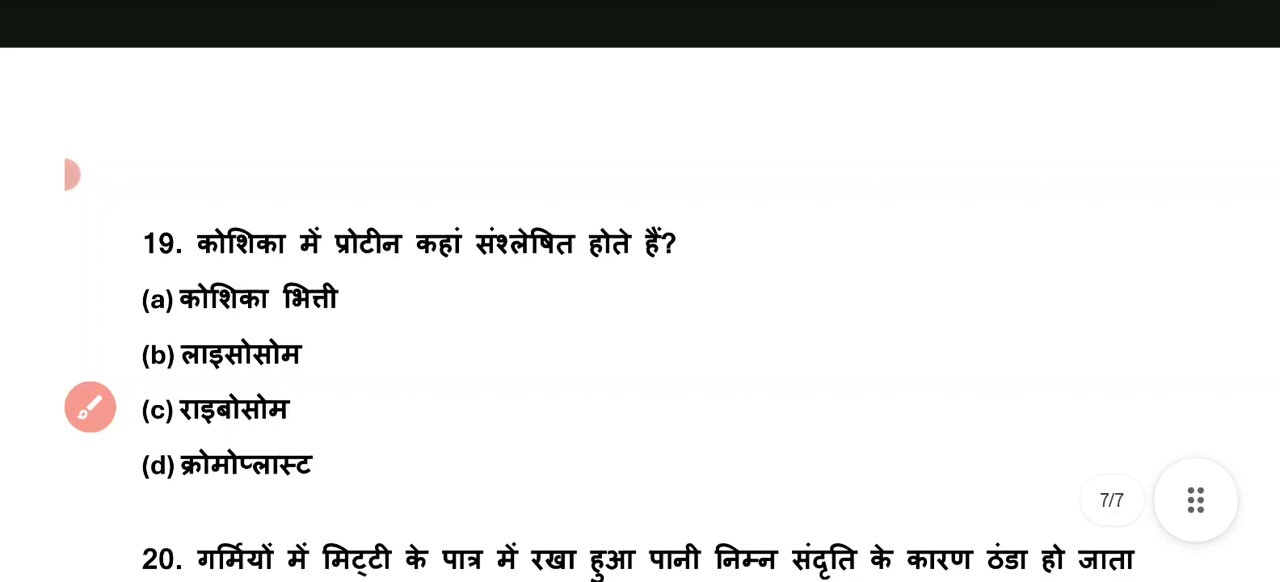 19. कोशिका में प्रोटीन कहां संश्लेषित होते हैं?
(a) कोशिका भित्ती
(b) लाइसोसोम
(c) राइबोसोम
(d) क्रोमोप्लास्ट
7/7
20. गर्मियों में मिट्टी के पात्र में रखा हुआ पानी निम्न संदृति के कारण ठंडा हो जाता